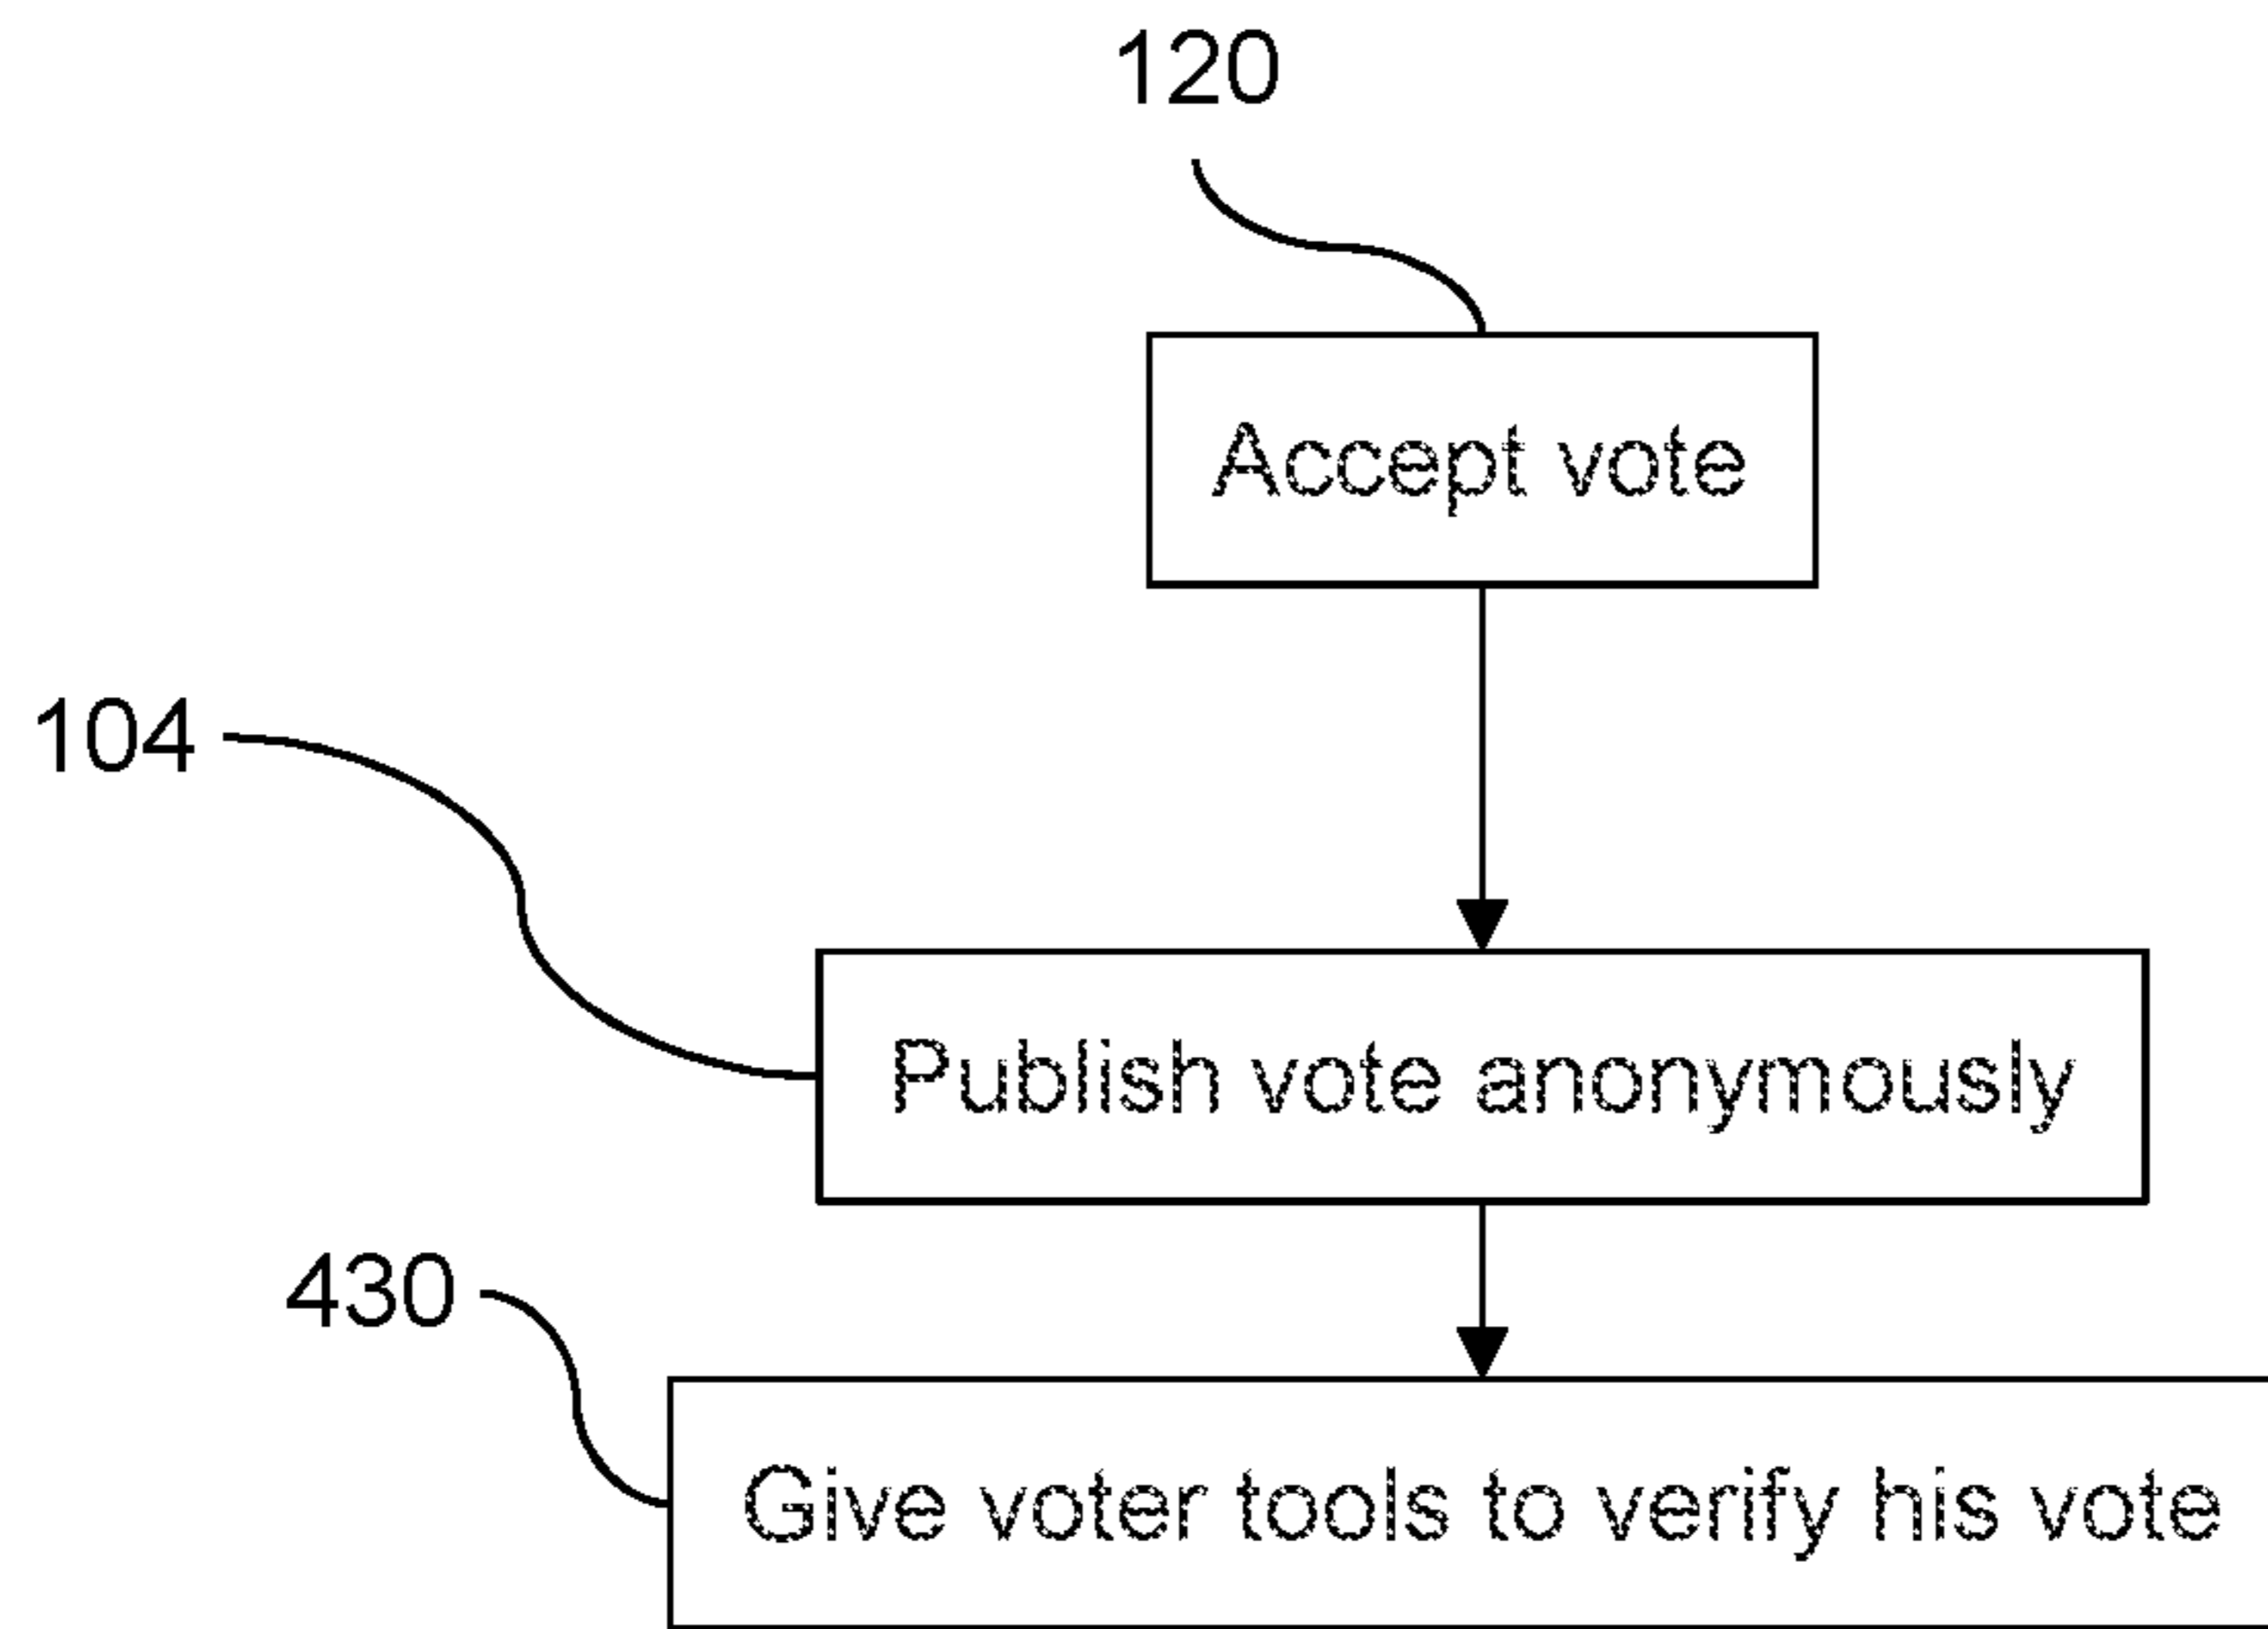 120
Accept vote
104
Publish vote anonymously
430
Give voter tools to verify his vote